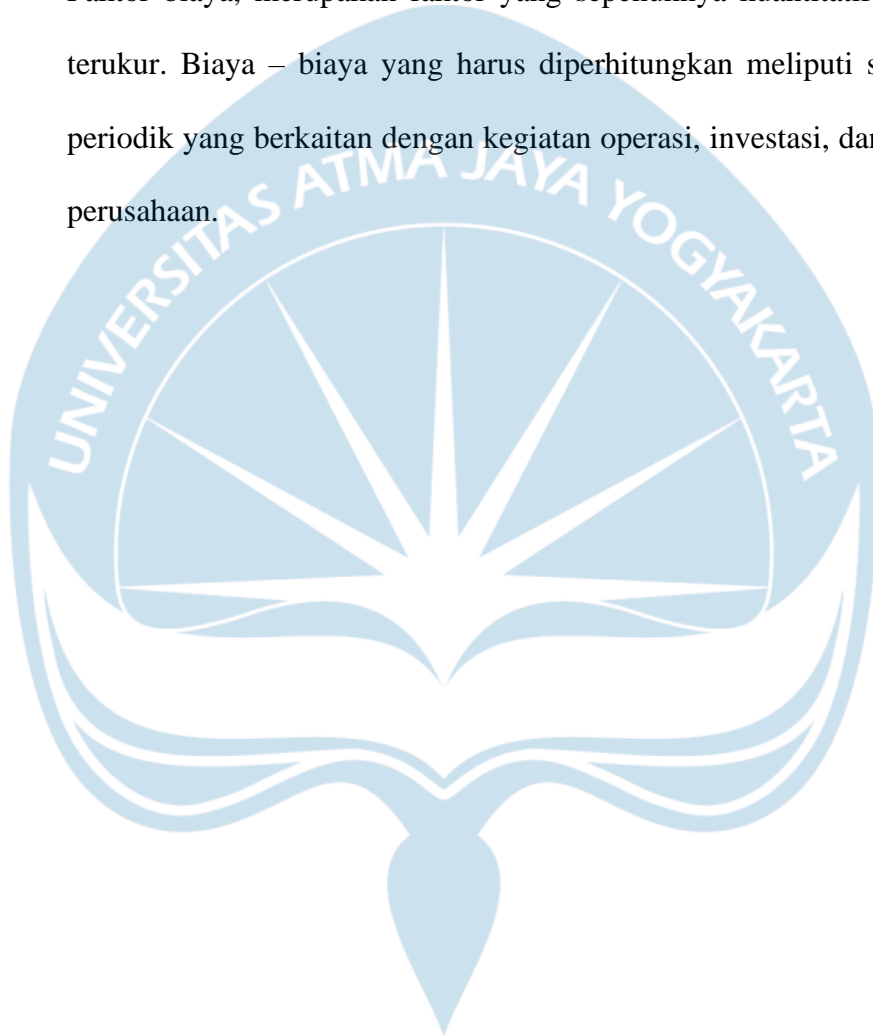 terukur. Biaya – biaya yang harus diperhitungkan meliputi
periodik yang berkaitan dengan kegiatan operasi, investasi,
perusahaan.
UNIVERSITAS ATMA JAYA YOGYAKARTA